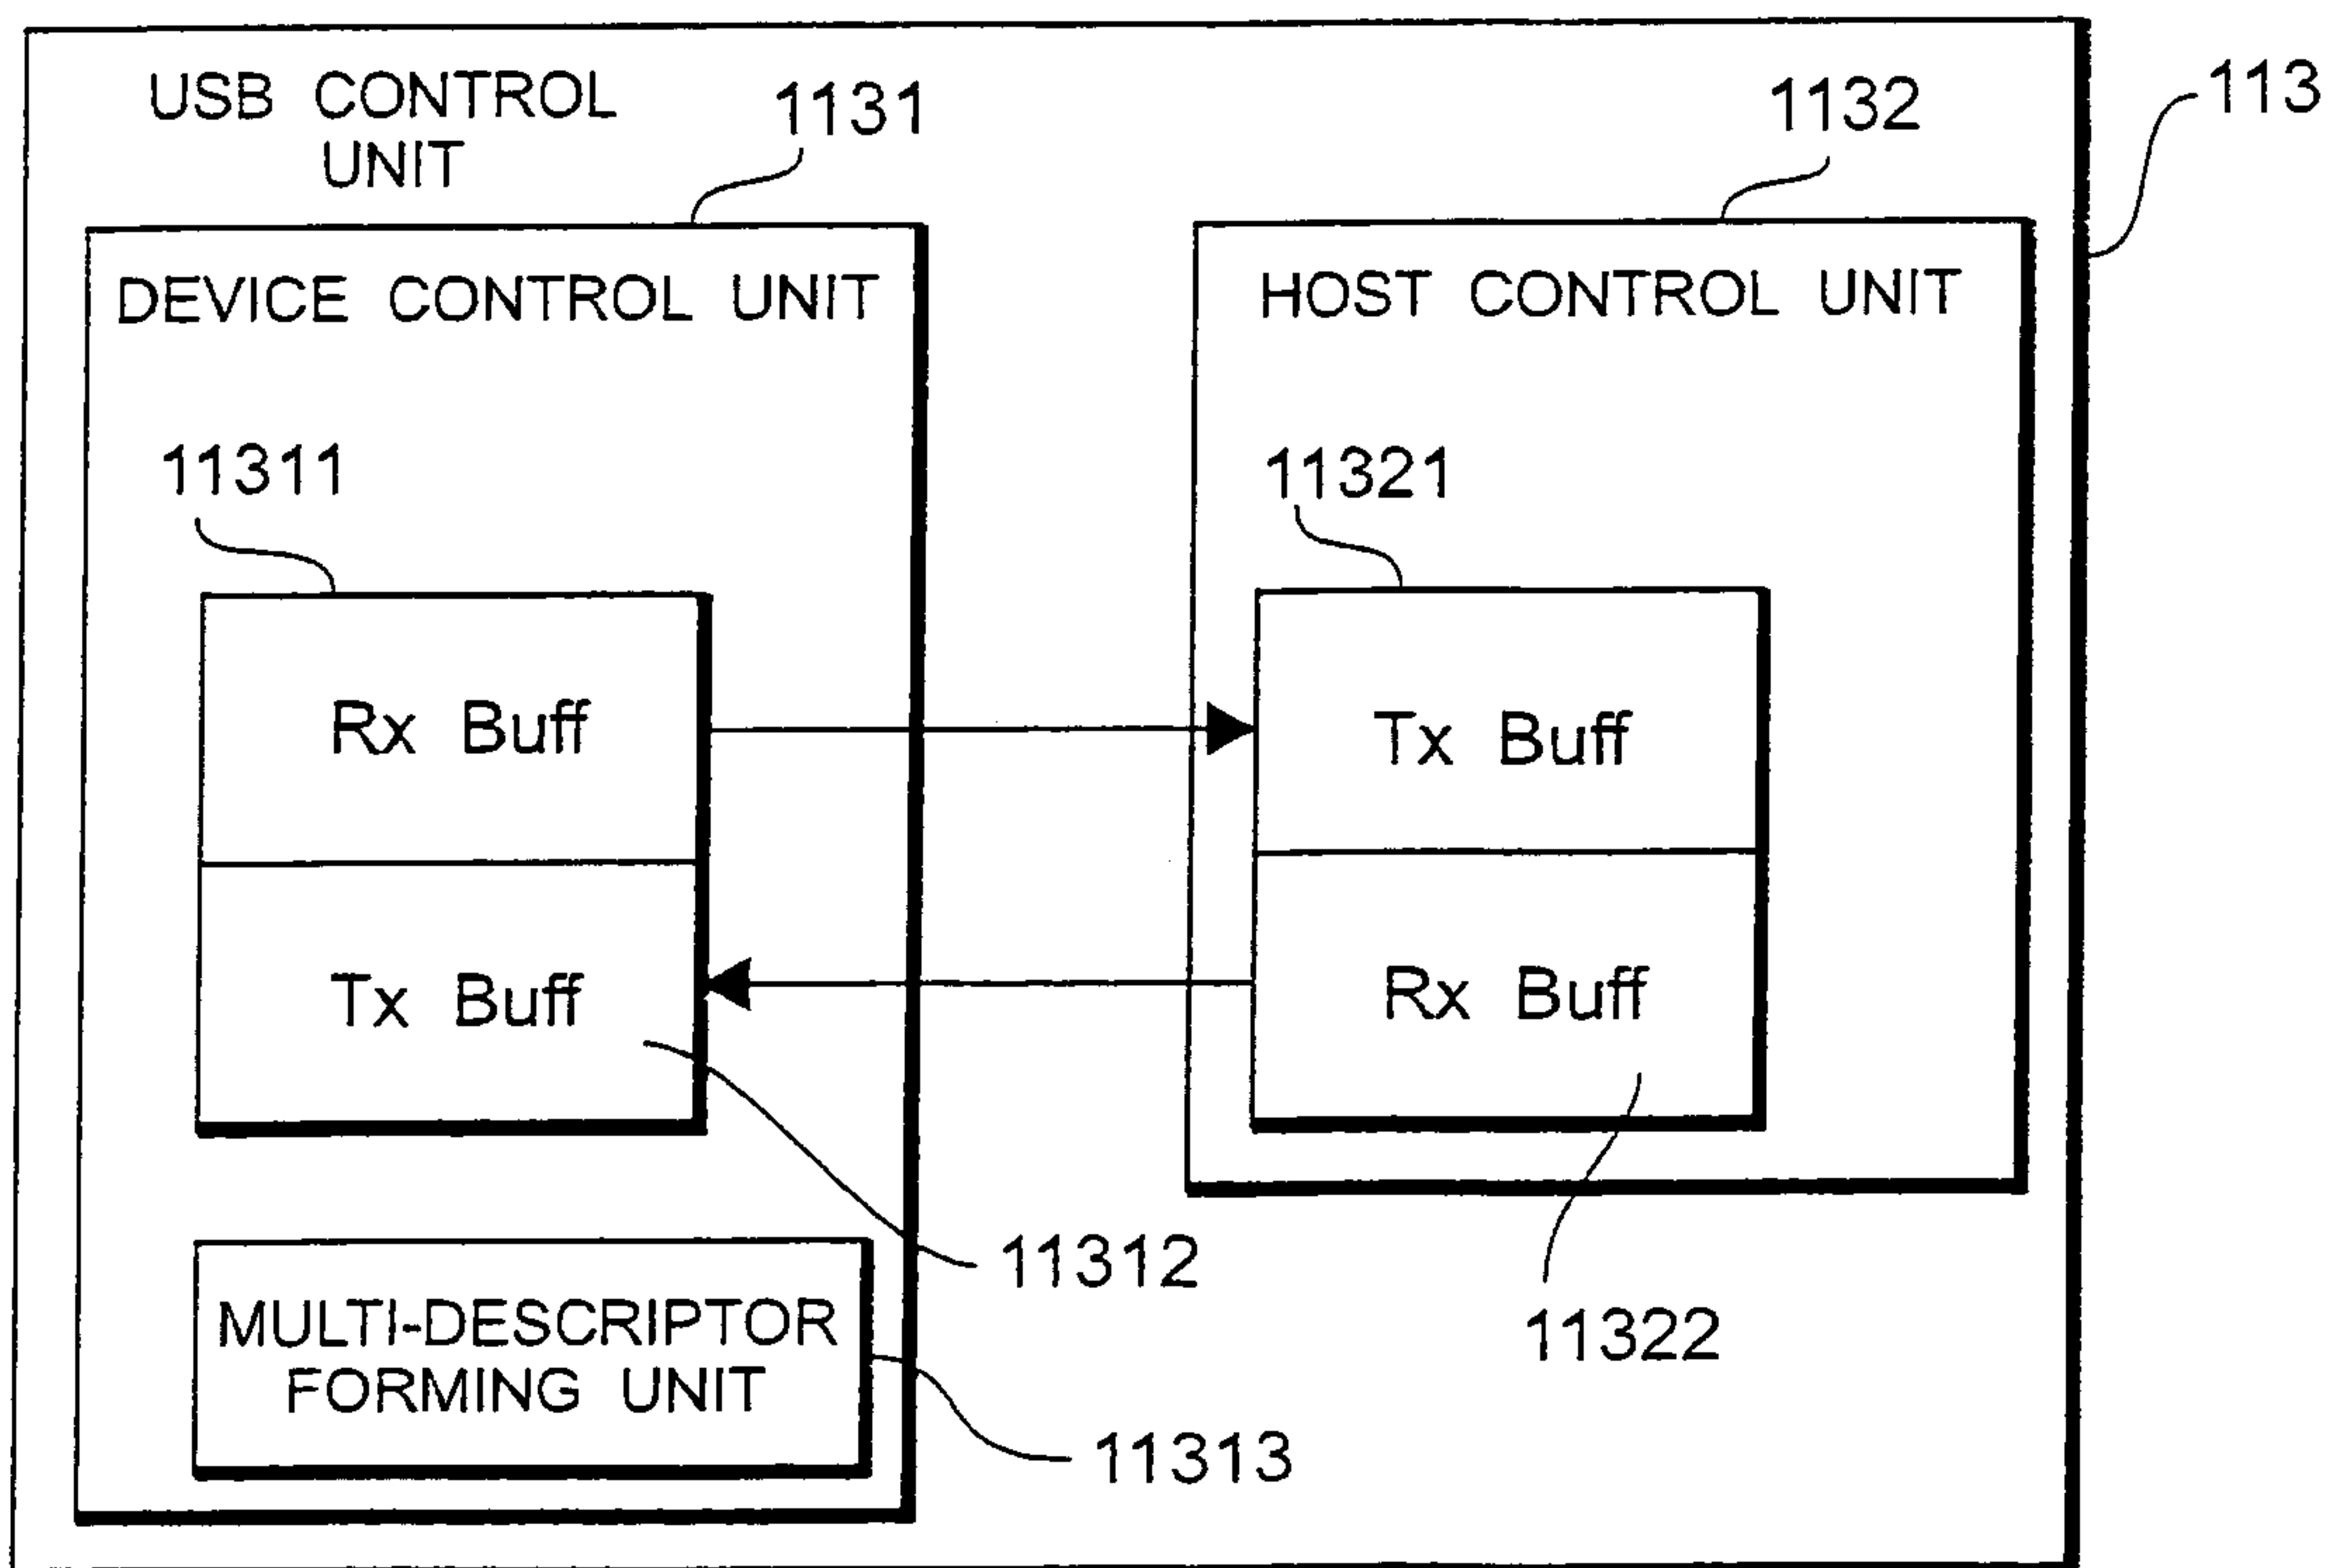 USB CONTROL
UNIT
1131
1132
113
DEVICE CONTROL UNIT
HOST CONTROL UNIT
11311
11321
Rx Buff
Tx Buff
Tx Buff
Rx Buff
11312
11322
MULTI-DESCRIPTOR
FORMING UNIT
11313